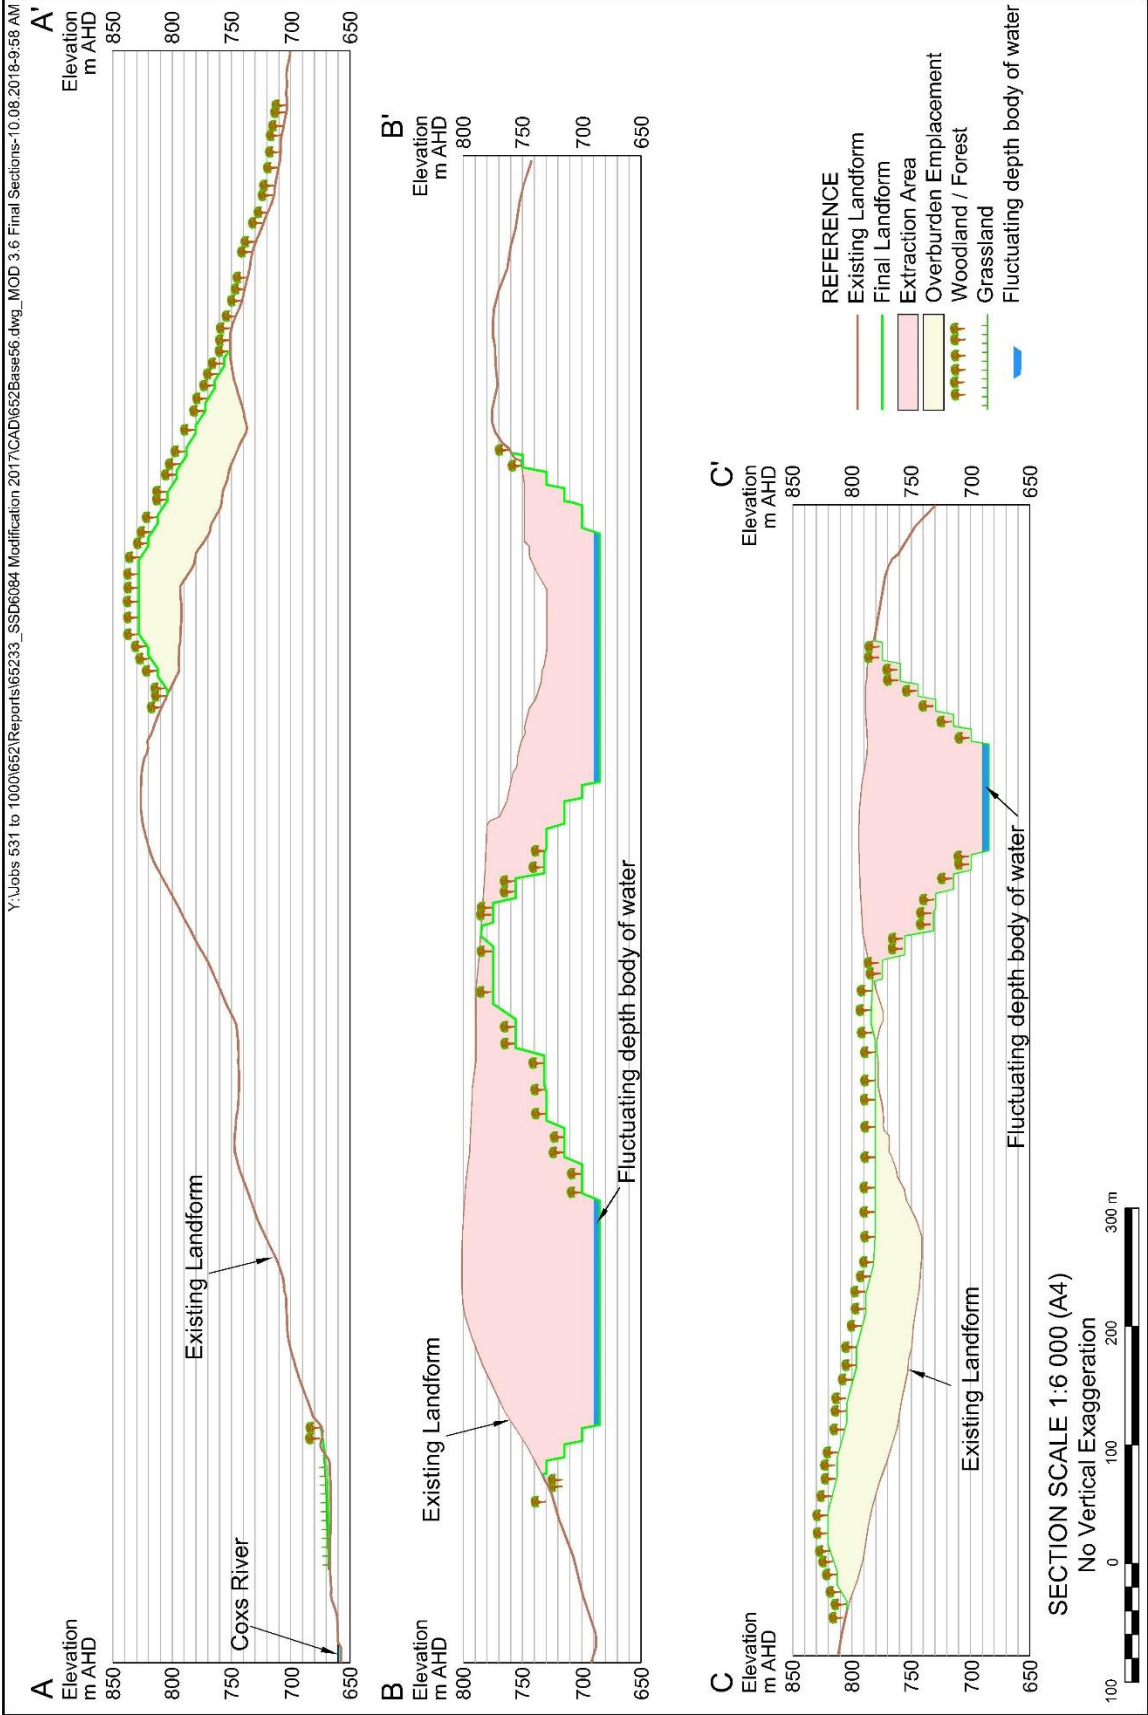 Y:\Jobs 531 to 1000\652\Reports\65233_SSD6084 Modification 2017\CAD\652Base56.dwg_MOD 3.6 Final Sections-10.08.2018-9:58 AM
A
A'
Elevation
m AHD
850
800
750
700
650
Coxs River
Existing Landform
Elevation
m AHD
850
800
750
700
650
B
B'
Elevation
m AHD
800
750
700
650
Existing Landform
Fluctuating depth body of water
Elevation
m AHD
800
750
700
650
C
C'
Elevation
m AHD
850
800
750
700
650
Existing Landform
Fluctuating depth body of water
Elevation
m AHD
850
800
750
700
650
REFERENCE
Existing Landform
Final Landform
Extraction Area
Overburden Emplacement
Woodland / Forest
Grassland
Fluctuating depth body of water
SECTION SCALE 1:6 000 (A4)
No Vertical Exaggeration
100 0 100 200 300 m